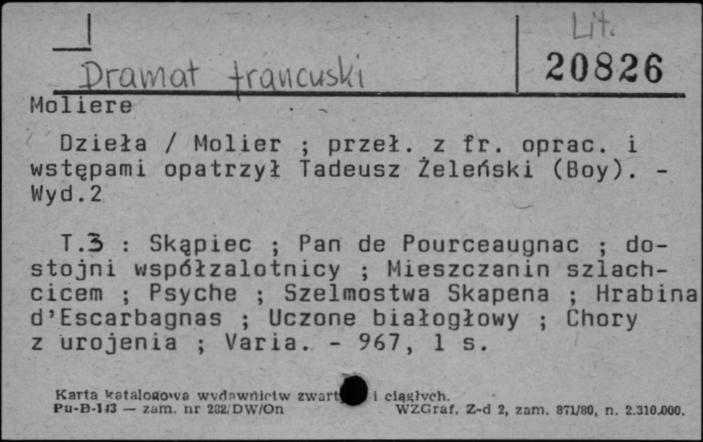 Lit.
20826
Dramat francuski
Moliere
Dzieła / Molier ; przeł. z fr. oprac. i
wstępami opatrzył Tadeusz Żeleński (Boy). -
Wyd.2
T.3 : Skąpiec ; Pan de Pourceaugnac ; do-
stojni współzalotnicy ; Mieszczanin szlach-
cicem ; Psyche ; Szelmostwa Skapena ; Hrabina
d'Escarbagnas ; Uczone białogłowy ; Chory
z urojenia ; Varia. - 967, 1 s.
Karta katalogowa wydawnictw zwart i ciągłych.
Pu-B-143 — zam. nr 282/DW/On WZGraf. Z-d 2, zam. 871/80, n. 2.310.000.